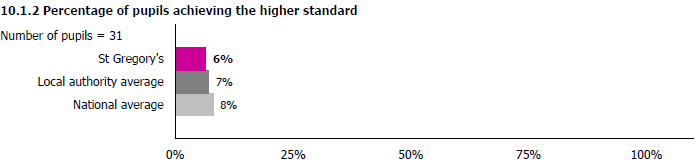 10.1.2 Percentage of pupils achieving the higher standard
Number of pupils = 31
St Gregory's 6%
Local authority average 7%
National average 8%
0% 25% 50% 75% 100%